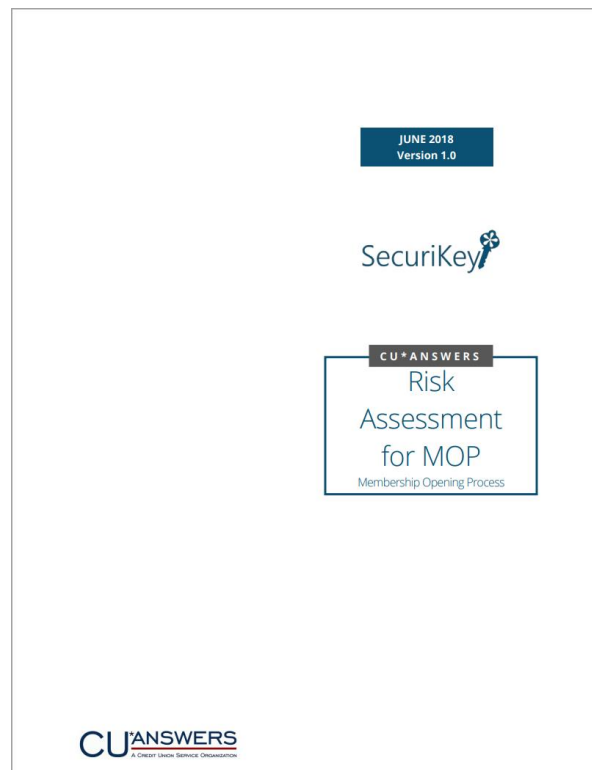 JUNE 2018
Version 1.0
SecuriKey
CU*ANSWERS
Risk
Assessment
for MOP
Membership Opening Process
CU*ANSWERS
A CREDIT UNION SERVICE ORGANIZATION